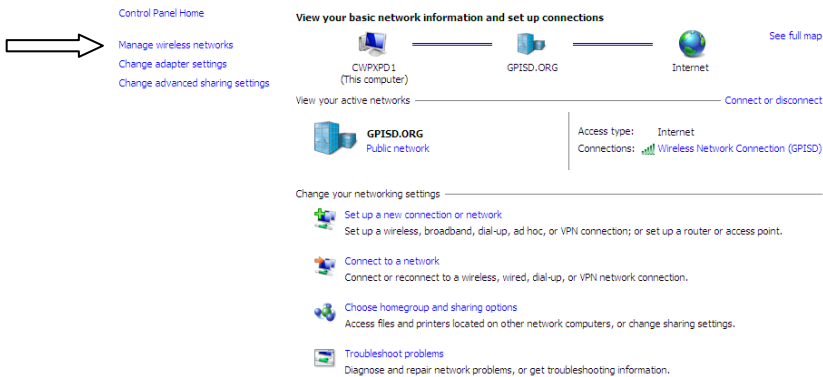 Control Panel Home
Manage wireless networks
Change adapter settings
Change advanced sharing settings
View your basic network information and set up connections
See full map
CWPXPD1
(This computer)
GPISD.ORG
Internet
View your active networks
Connect or disconnect
GPISD.ORG
Public network
Access type: Internet
Connections: Wireless Network Connection (GPISD)
Change your networking settings
Set up a new connection or network
Set up a wireless, broadband, dial-up, ad hoc, or VPN connection; or set up a router or access point.
Connect to a network
Connect or reconnect to a wireless, wired, dial-up, or VPN network connection.
Choose homegroup and sharing options
Access files and printers located on other network computers, or change sharing settings.
Troubleshoot problems
Diagnose and repair network problems, or get troubleshooting information.